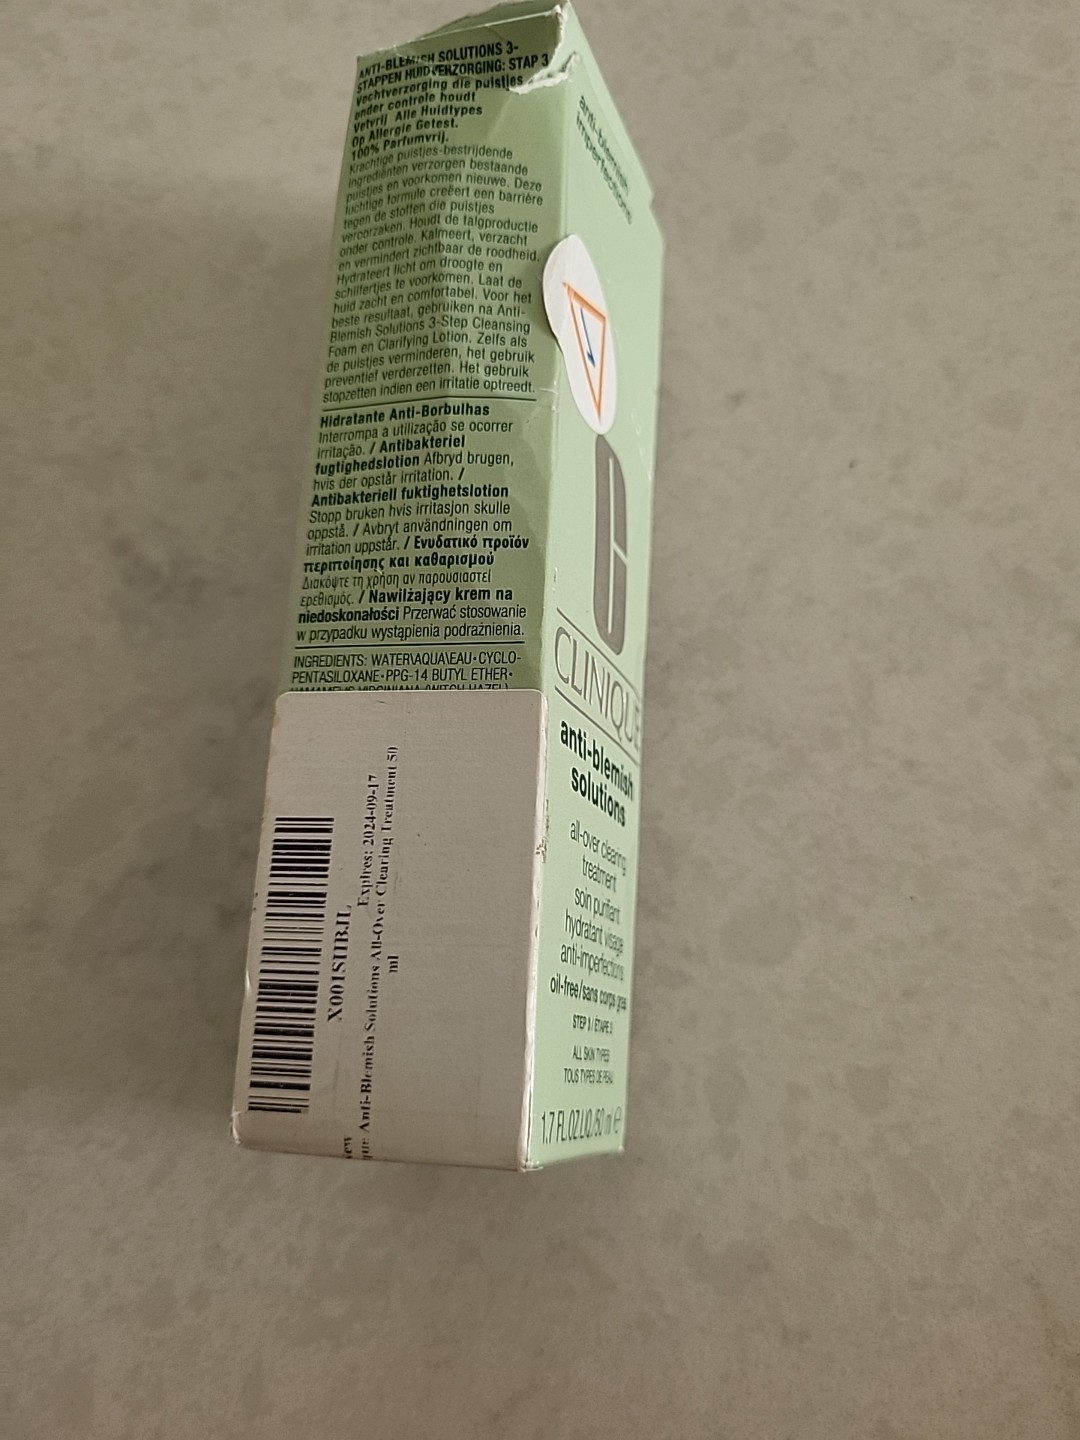 ANTI-BLEMISH SOLUTIONS 3-
STAPPEN HUIDVERZORGING: STAP 3
Vochtverzorging die puistjes
onder controle houdt
Vetvrij Alle Huidtypes
Op Allergie Getest.
100% Parfumvrij.
Krachtige puistjes-bestrijdende
ingrediënten verzorgen bestaande
puistjes en voorkomen nieuwe. Deze
luchtige formule creëert een barrière
tegen de stoffen die puistjes
veroorzaken. Houdt de talgproductie
onder controle. Kalmeert, verzacht
en vermindert zichtbaar de roodheid.
Hydrateert licht om droogte en
schilfertjes te voorkomen. Laat de
huid zacht en comfortabel. Voor het
beste resultaat, gebruiken na Anti-
Blemish Solutions 3-Step Cleansing
Foam en Clarifying Lotion. Zelfs als
de puistjes verminderen, het gebruik
preventief verderzetten. Het gebruik
stopzetten indien een irritatie optreedt.
Hidratante Anti-Borbulhas
Interrompa a utilização se ocorrer
irritação. / Antibakteriel
fugtighedslotion Afbryd brugen,
hvis der opstår irritation. /
Antibakteriell fuktighetslotion
Stopp bruken hvis irritasjon skulle
oppstå. / Avbryt användningen om
irritation uppstår. / Ενυδατικό προϊόν
περιποίησης και καθαρισμού
Διακόψτε τη χρήση αν παρουσιαστεί
ερεθισμός. / Nawilżający krem na
niedoskonałości Przerwać stosowanie
w przypadku wystąpienia podrażnienia.
INGREDIENTS: WATER\AQUA\EAU • CYCLO-
PENTASILOXANE • PPG-14 BUTYL ETHER •
HAMAMELIS VIRGINIANA (WITCH HAZEL)
X001SIIBJL
Expires: 2024-09-17
Anti-Blemish Solutions All-Over Clearing Treatment 50
ml
anti-blemish
imperfections
C
CLINIQUE
anti-blemish
solutions
all-over clearing
treatment
soin purifiant
hydratant visage
anti-imperfections
oil-free/sans corps gras
STEP 3 / ÉTAPE 3
ALL SKIN TYPES
TOUS TYPES DE PEAU
1.7 FL.OZ.LIQ./50 ml ℮